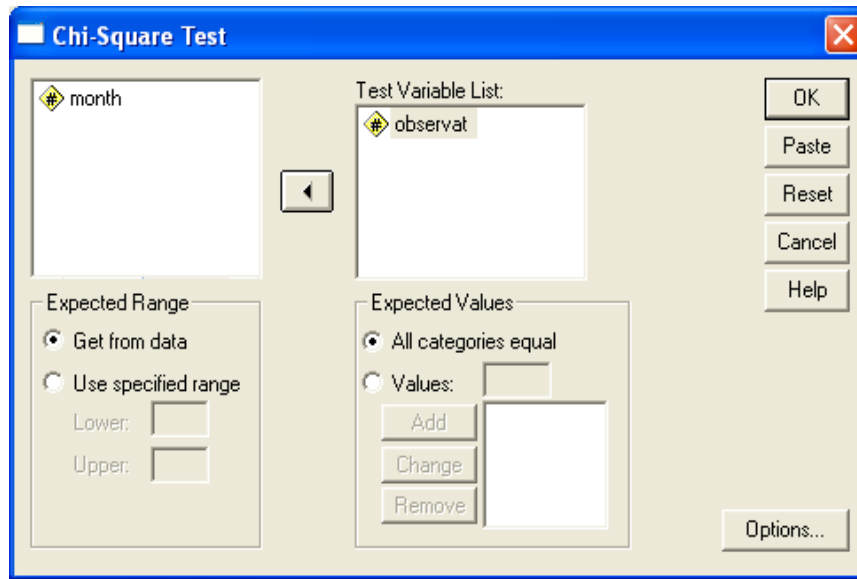 Chi-Square Test
month
Test Variable List:
observat
OK
Paste
Reset
Cancel
Help
Expected Range
Get from data
Use specified range
Lower:
Upper:
Expected Values
All categories equal
Values:
Add
Change
Remove
Options...